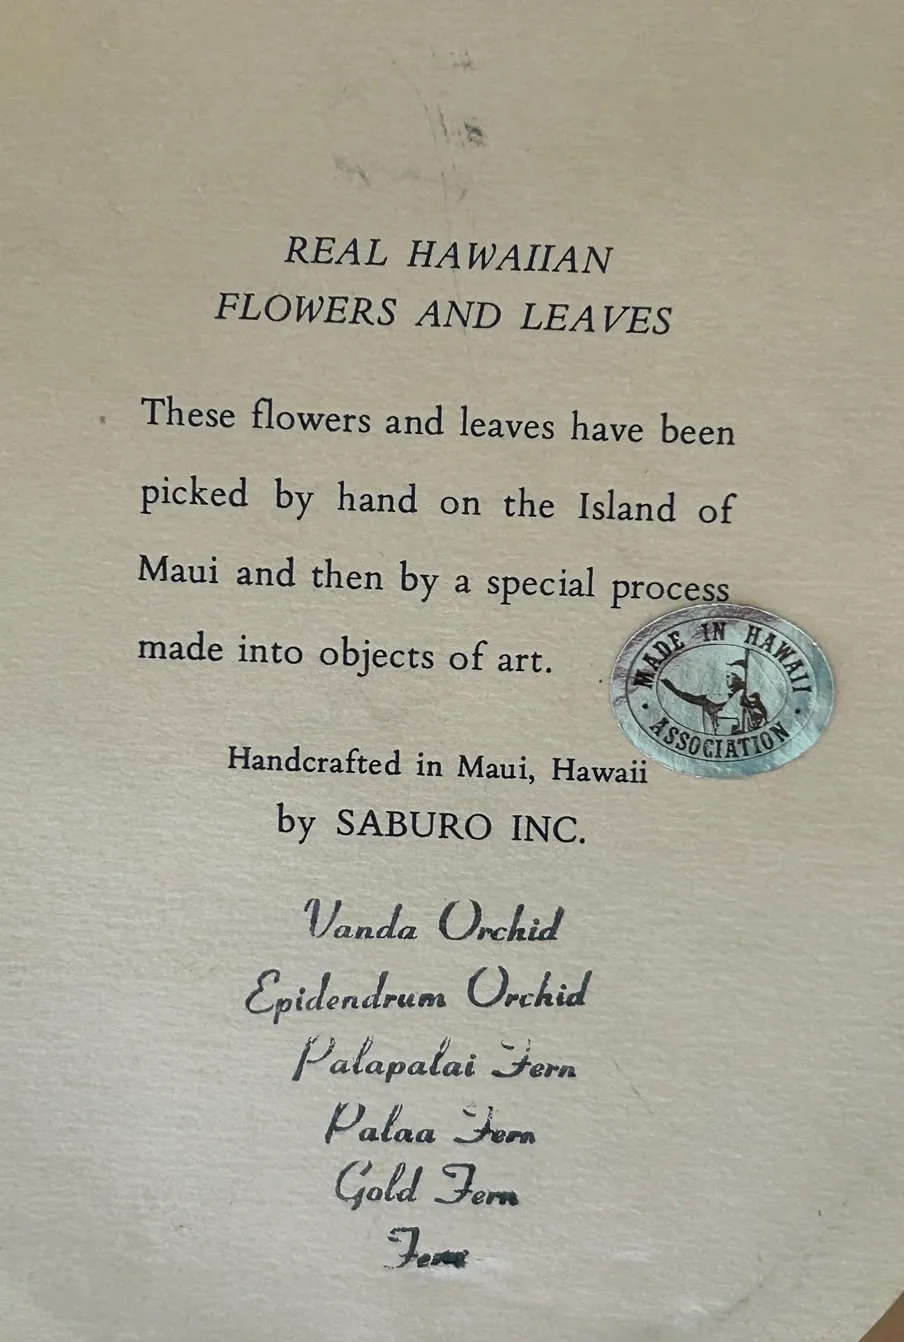 REAL HAWAIIAN
FLOWERS AND LEAVES
These flowers and leaves have been
picked by hand on the Island of
Maui and then by a special process
made into objects of art.
MADE IN HAWAII
ASSOCIATION
Handcrafted in Maui, Hawaii
by SABURO INC.
Vanda Orchid
Epidendrum Orchid
Palapalai Fern
Palaa Fern
Gold Fern
Fern